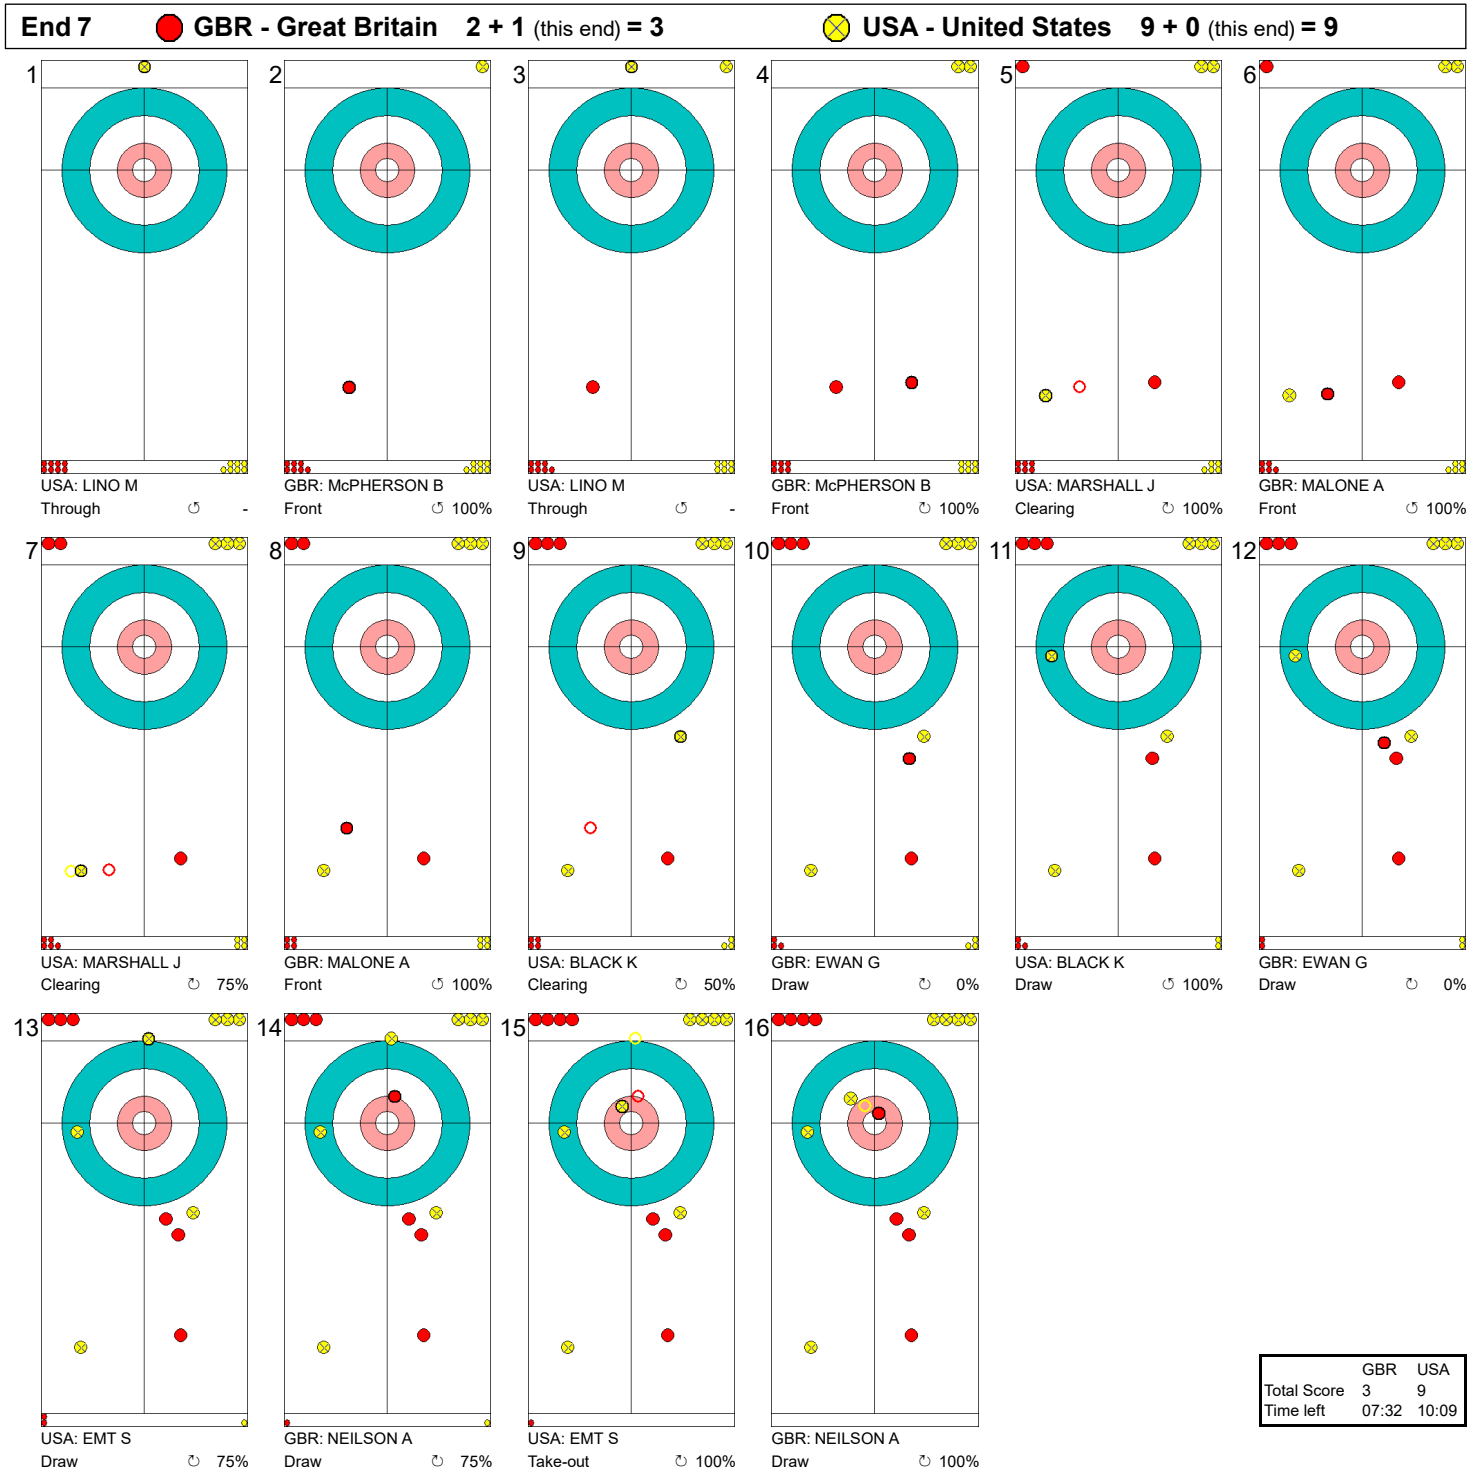 End 7 GBR - Great Britain 2 + 1 (this end) = 3 USA - United States 9 + 0 (this end) = 9
1 2 3 4 5 6
USA: LINO M GBR: McPHERSON B USA: LINO M GBR: McPHERSON B USA: MARSHALL J GBR: MALONE A
Through ↺ - Front ↺ 100% Through ↺ - Front ↻ 100% Clearing ↻ 100% Front ↺ 100%
7 8 9 10 11 12
USA: MARSHALL J GBR: MALONE A USA: BLACK K GBR: EWAN G USA: BLACK K GBR: EWAN G
Clearing ↻ 75% Front ↻ 100% Clearing ↻ 50% Draw ↻ 0% Draw ↻ 100% Draw ↻ 0%
13 14 15 16
GBR USA
Total Score 3 9
Time left 07:32 10:09
USA: EMT S GBR: NEILSON A USA: EMT S GBR: NEILSON A
Draw ↻ 75% Draw ↻ 75% Take-out ↻ 100% Draw ↻ 100%